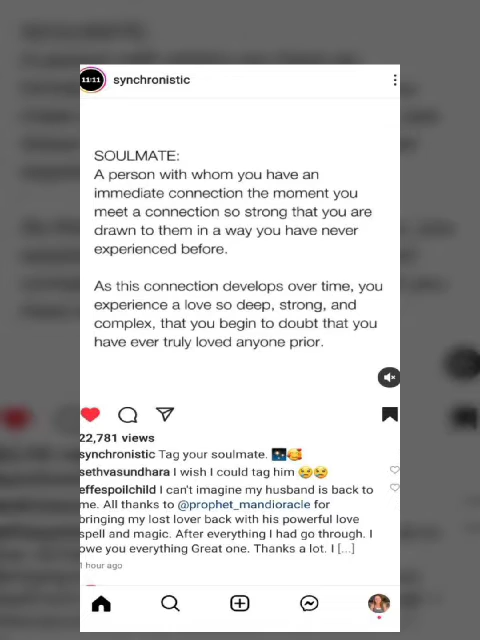 11:11 synchronistic
SOULMATE:
A person with whom you have an
immediate connection the moment you
meet a connection so strong that you are
drawn to them in a way you have never
experienced before.
As this connection develops over time, you
experience a love so deep, strong, and
complex, that you begin to doubt that you
have ever truly loved anyone prior.
22,781 views
synchronistic Tag your soulmate. 🌌🥰
sethvasundhara I wish I could tag him 😢😢
effespoilchild I can't imagine my husband is back to
me. All thanks to @prophet_mandioracle for
bringing my lost lover back with his powerful love
spell and magic. After everything I had go through. I
owe you everything Great one. Thanks a lot. I [...]
1 hour ago